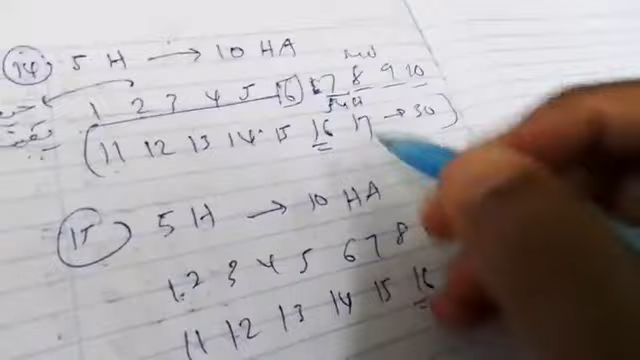 14 5 H → 10 HA
1 2 3 4 5 6 7 8 9 10
(11 12 13 14 15 16 17 → 30)
15 5 H → 10 HA
1 2 3 4 5 6 7 8
11 12 13 14 15 16